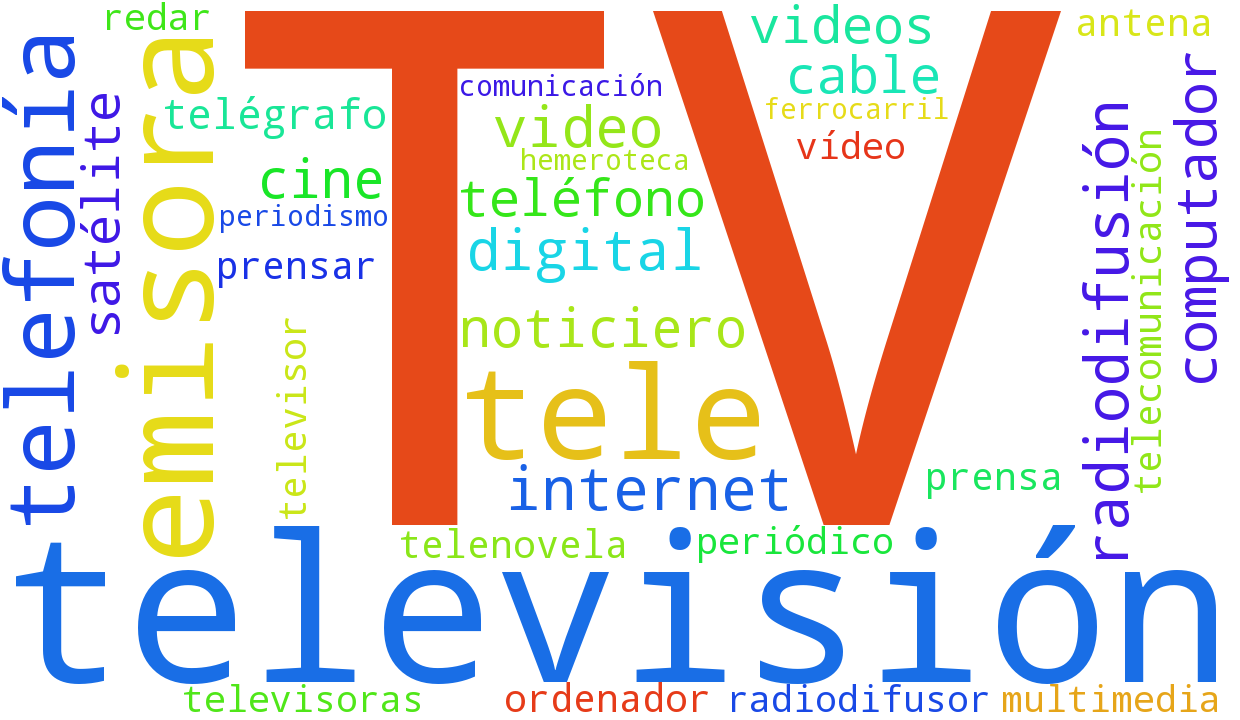 redar
TV
videos
antena
telefonía
emisora
cable
comunicación
satélite
telégrafo
ferrocarril
video
computador
radiodifusión
vídeo
telecomunicación
hemeroteca
cine
teléfono
periodismo
digital
prensar
noticiero
televisor
tele
internet
prensa
telenovela
periódico
televisión
televisoras
ordenador
radiodifusor
multimedia